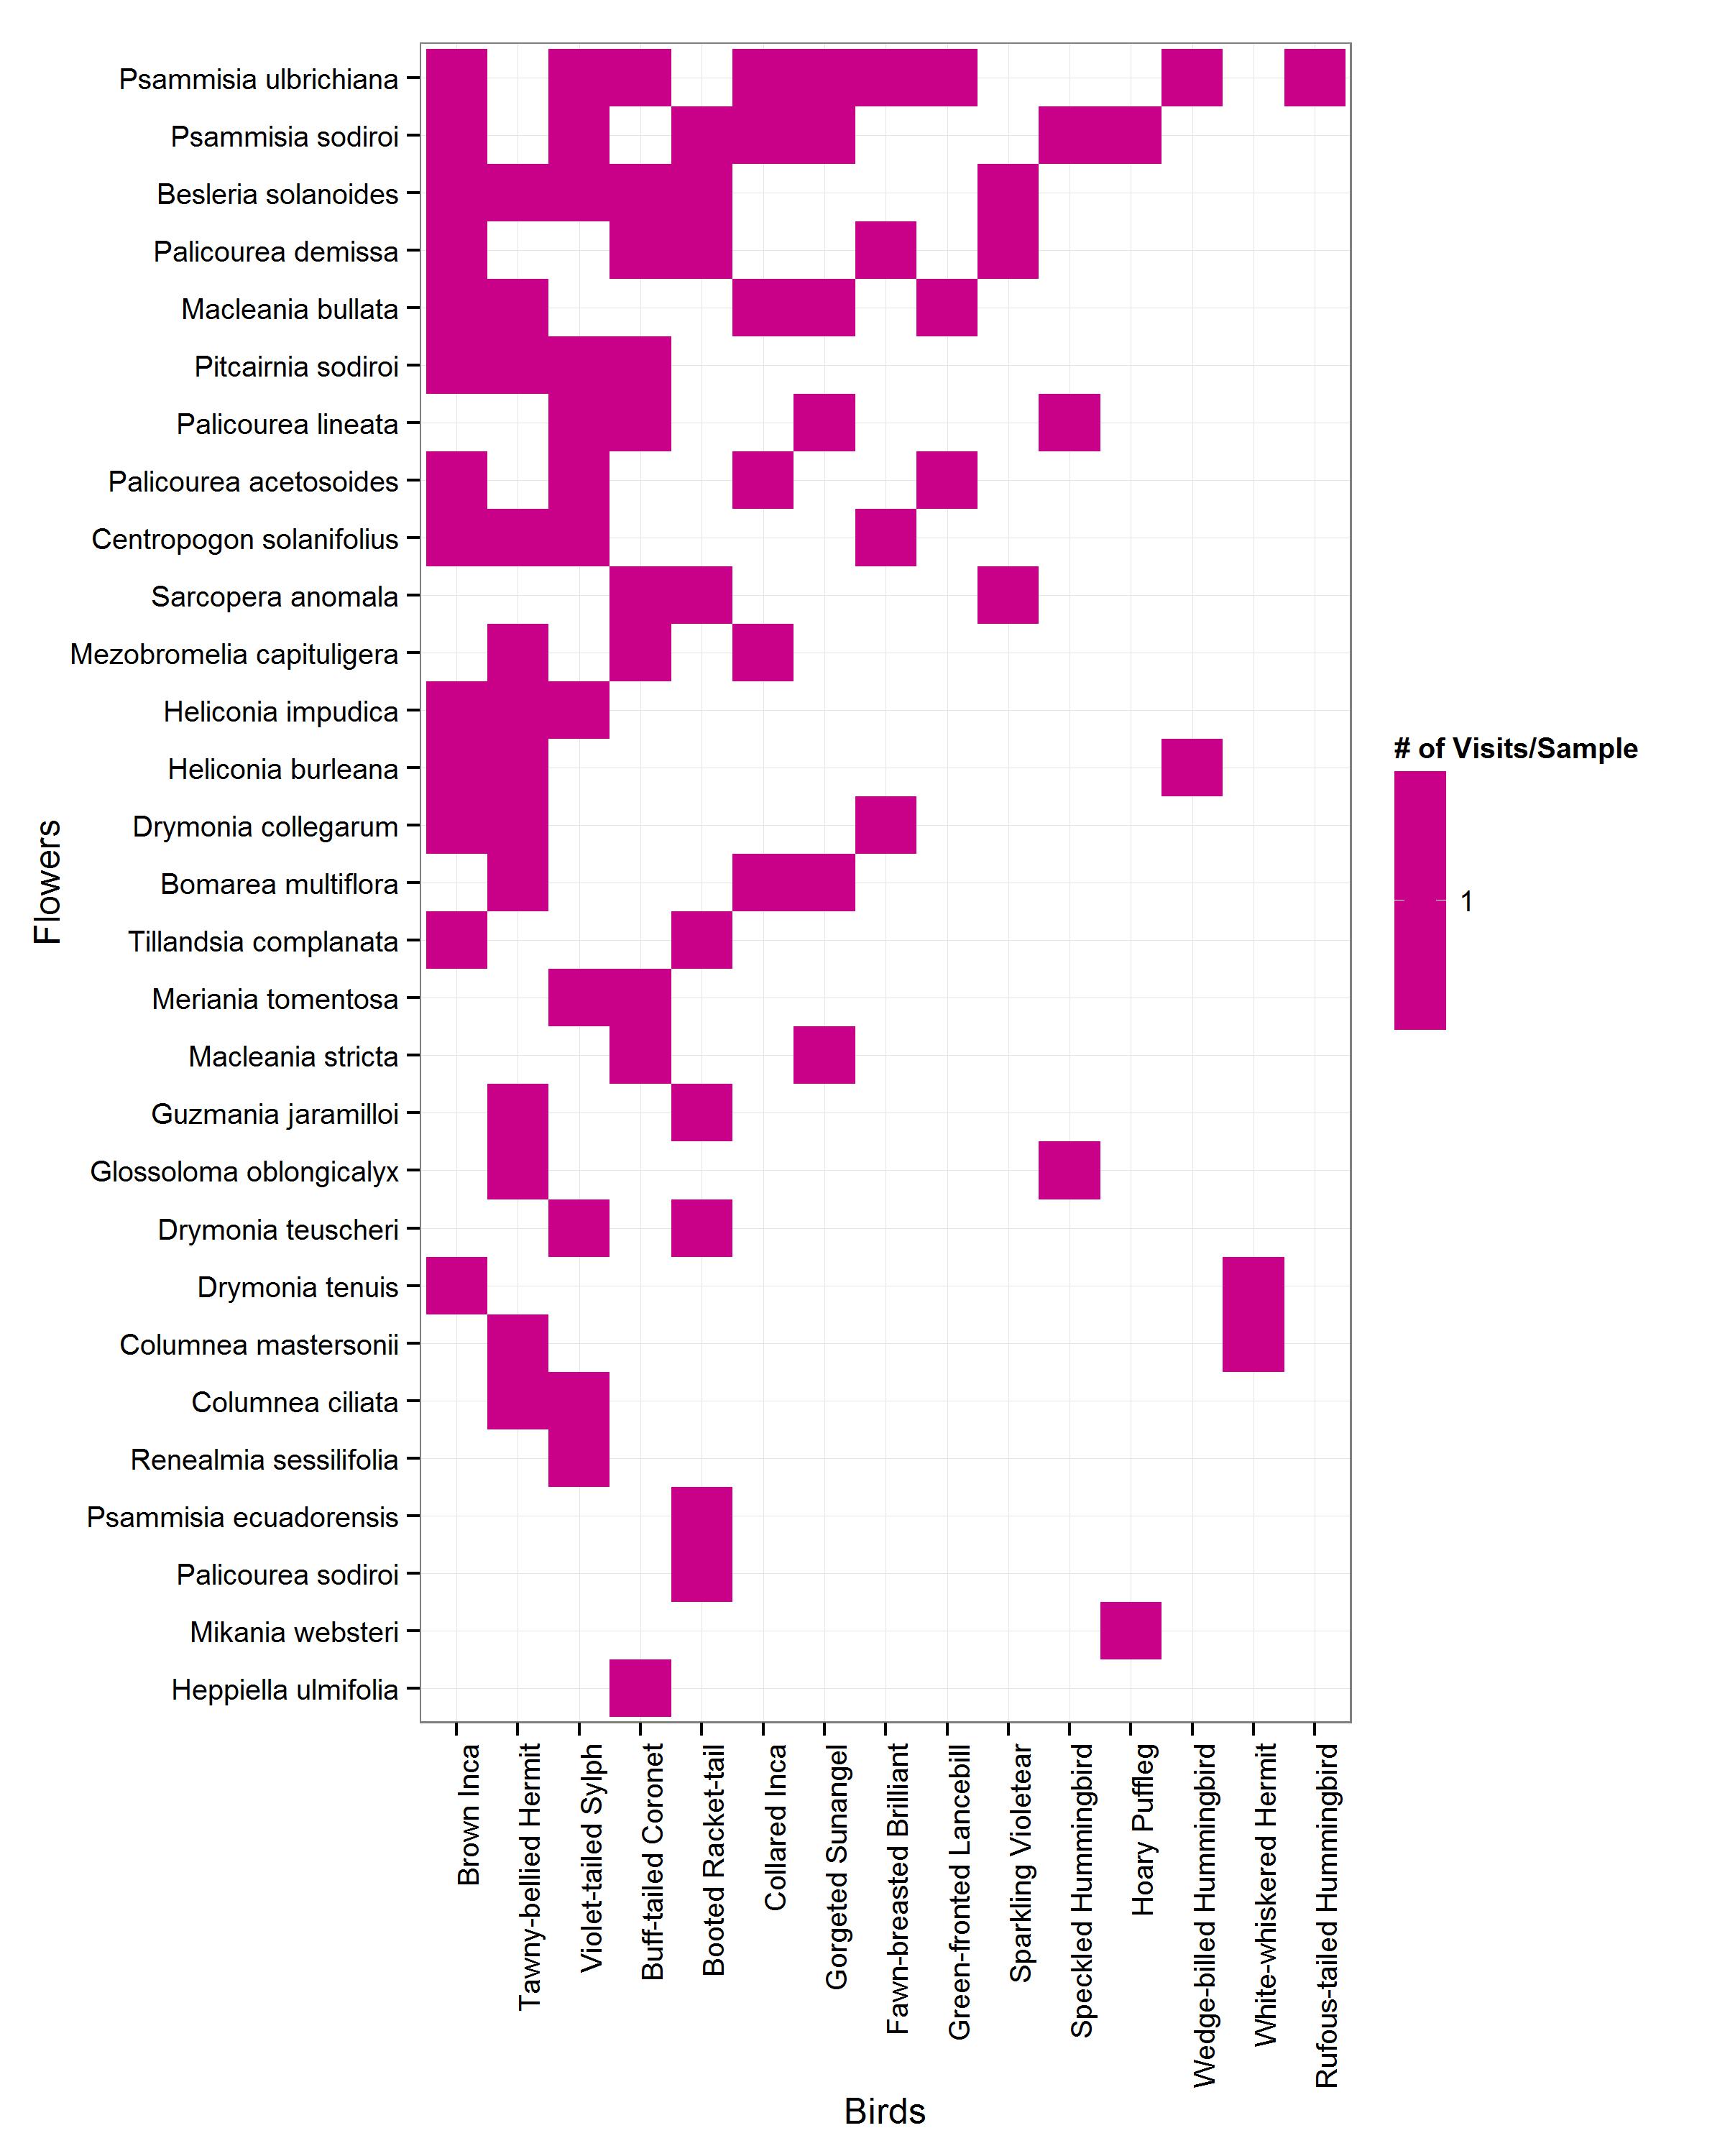 Psammisia ulbrichiana
Psammisia sodiroi
Besleria solanoides
Palicourea demissa
Macleania bullata
Pitcairnia sodiroi
Palicourea lineata
Palicourea acetosoides
Centropogon solanifolius
Sarcopera anomala
Mezobromelia capituligera
Heliconia impudica
Heliconia burleana
Drymonia collegarum
Bomarea multiflora
Tillandsia complanata
Meriania tomentosa
Macleania stricta
Guzmania jaramilloi
Glossoloma oblongicalyx
Drymonia teuscheri
Drymonia tenuis
Columnea mastersonii
Columnea ciliata
Renealmia sessilifolia
Psammisia ecuadorensis
Palicourea sodiroi
Mikania websteri
Heppiella ulmifolia
Flowers
Brown Inca
Tawny-bellied Hermit
Violet-tailed Sylph
Buff-tailed Coronet
Booted Racket-tail
Collared Inca
Gorgeted Sunangel
Fawn-breasted Brilliant
Green-fronted Lancebill
Sparkling Violetear
Speckled Hummingbird
Hoary Puffleg
Wedge-billed Hummingbird
White-whiskered Hermit
Rufous-tailed Hummingbird
Birds
# of Visits/Sample
1